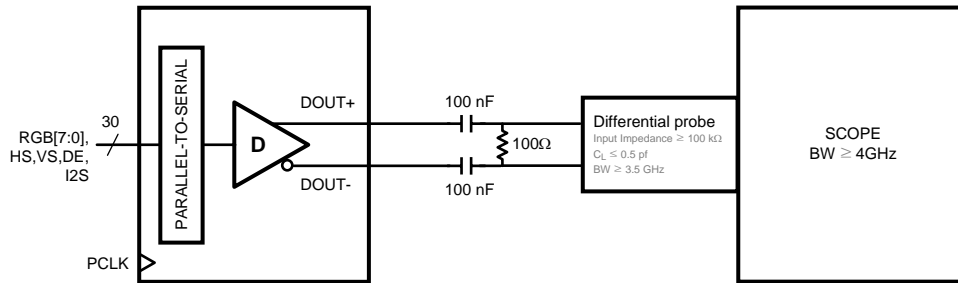 30
RGB[7:0],
HS,VS,DE,
I2S
PCLK
PARALLEL-TO-SERIAL
D
DOUT+
DOUT-
100 nF
100Ω
100 nF
Differential probe
Input Impedance ≥ 100 kΩ
CL ≤ 0.5 pf
BW ≥ 3.5 GHz
SCOPE
BW ≥ 4GHz